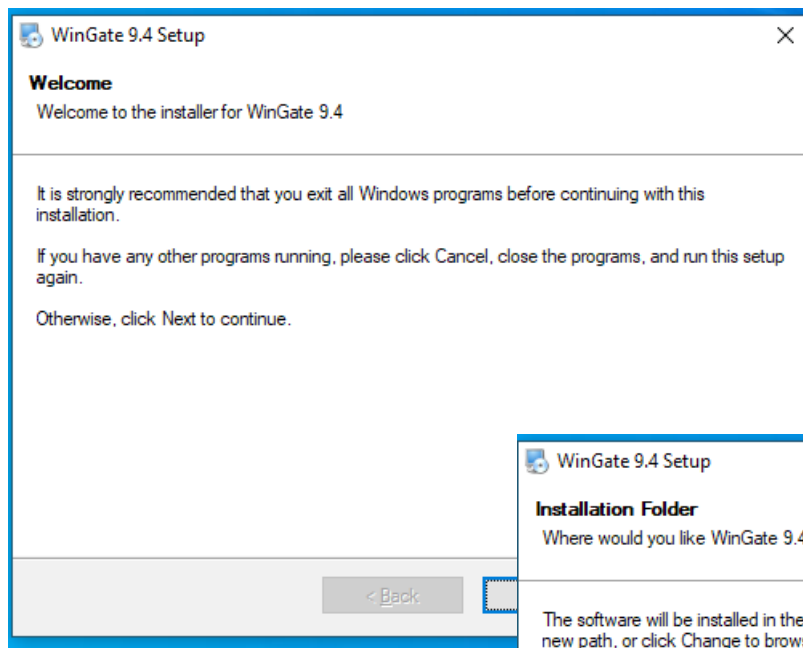 WinGate 9.4 Setup
Welcome
Welcome to the installer for WinGate 9.4
It is strongly recommended that you exit all Windows programs before continuing with this
installation.
If you have any other programs running, please click Cancel, close the programs, and run this setup
again.
Otherwise, click Next to continue.
< Back
WinGate 9.4 Setup
Installation Folder
Where would you like WinGate 9.4
The software will be installed in the
new path, or click Change to brows